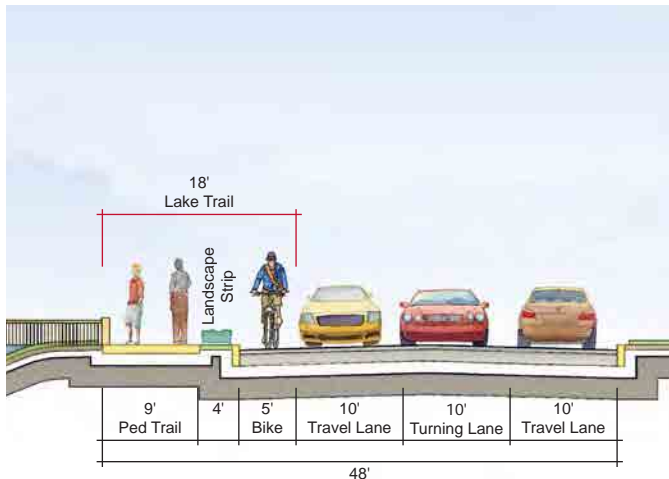 18'
Lake Trail
Landscape
Strip
9'
Ped Trail
4'
5'
Bike
10'
Travel Lane
10'
Turning Lane
10'
Travel Lane
48'